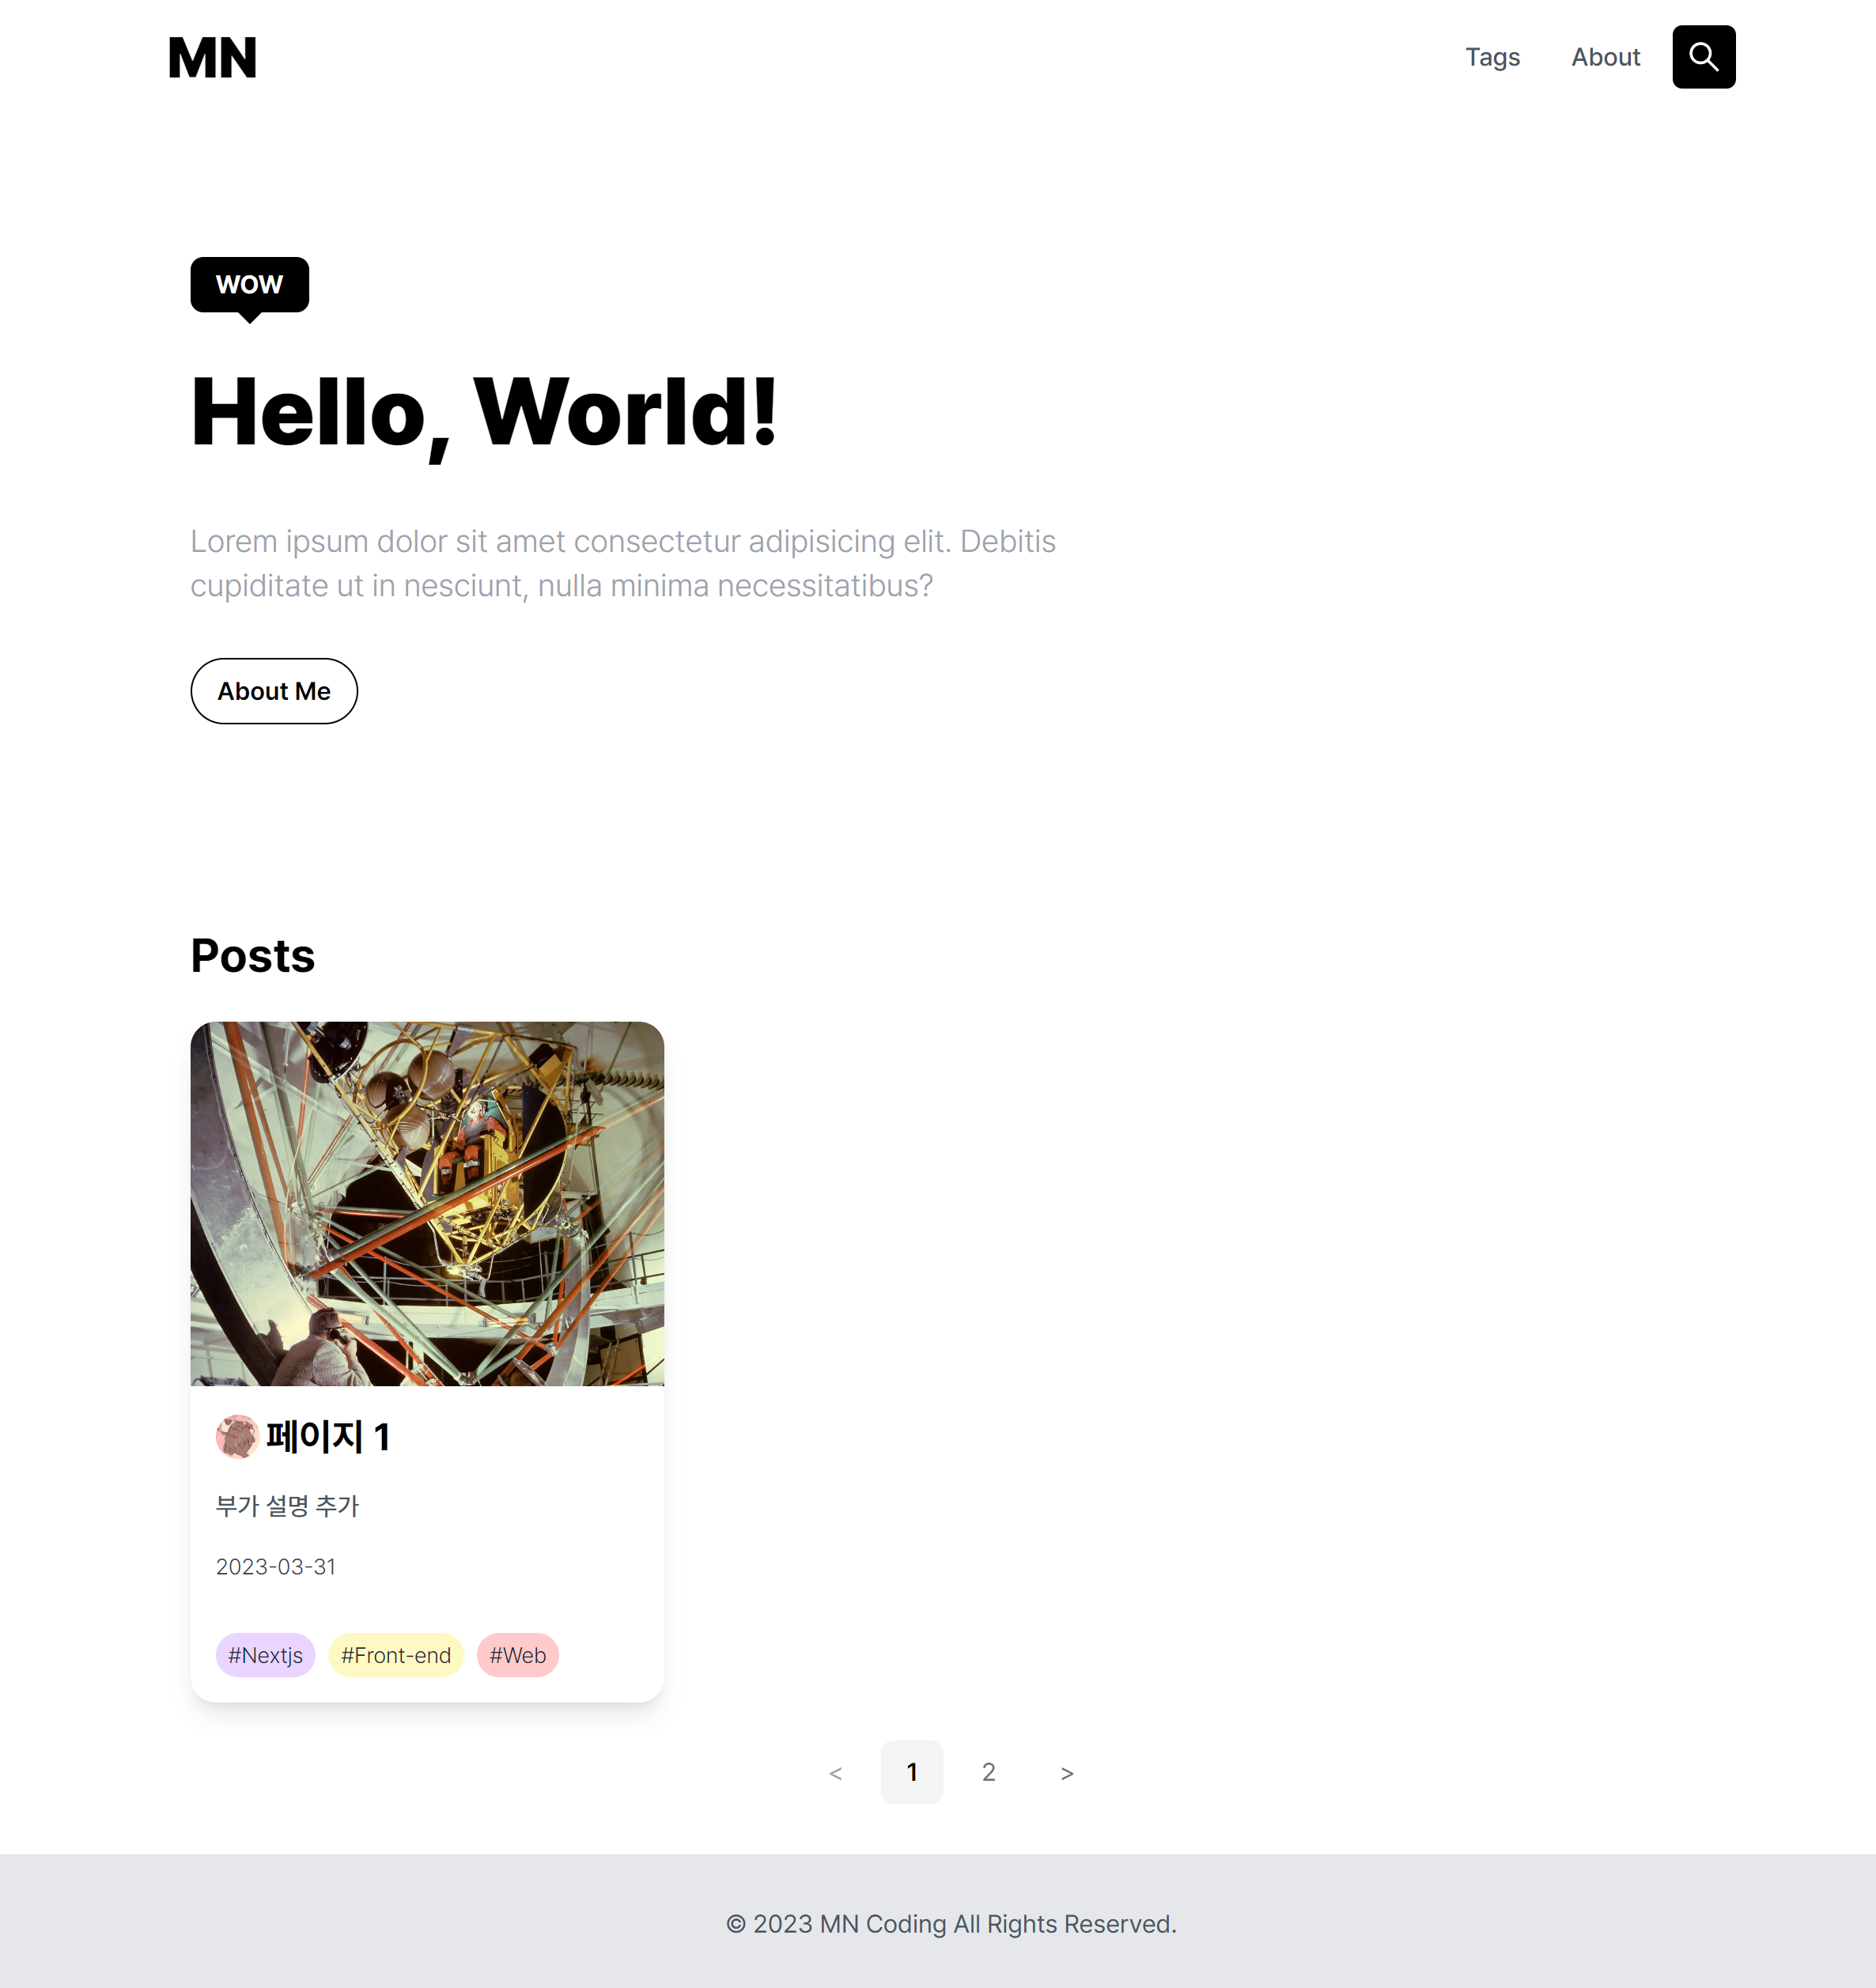 MN
Tags
About
WOW
Hello, World!
Lorem ipsum dolor sit amet consectetur adipisicing elit. Debitis
cupiditate ut in nesciunt, nulla minima necessitatibus?
About Me
Posts
페이지 1
부가 설명 추가
2023-03-31
#Nextjs #Front-end #Web
< 1 2 >
© 2023 MN Coding All Rights Reserved.